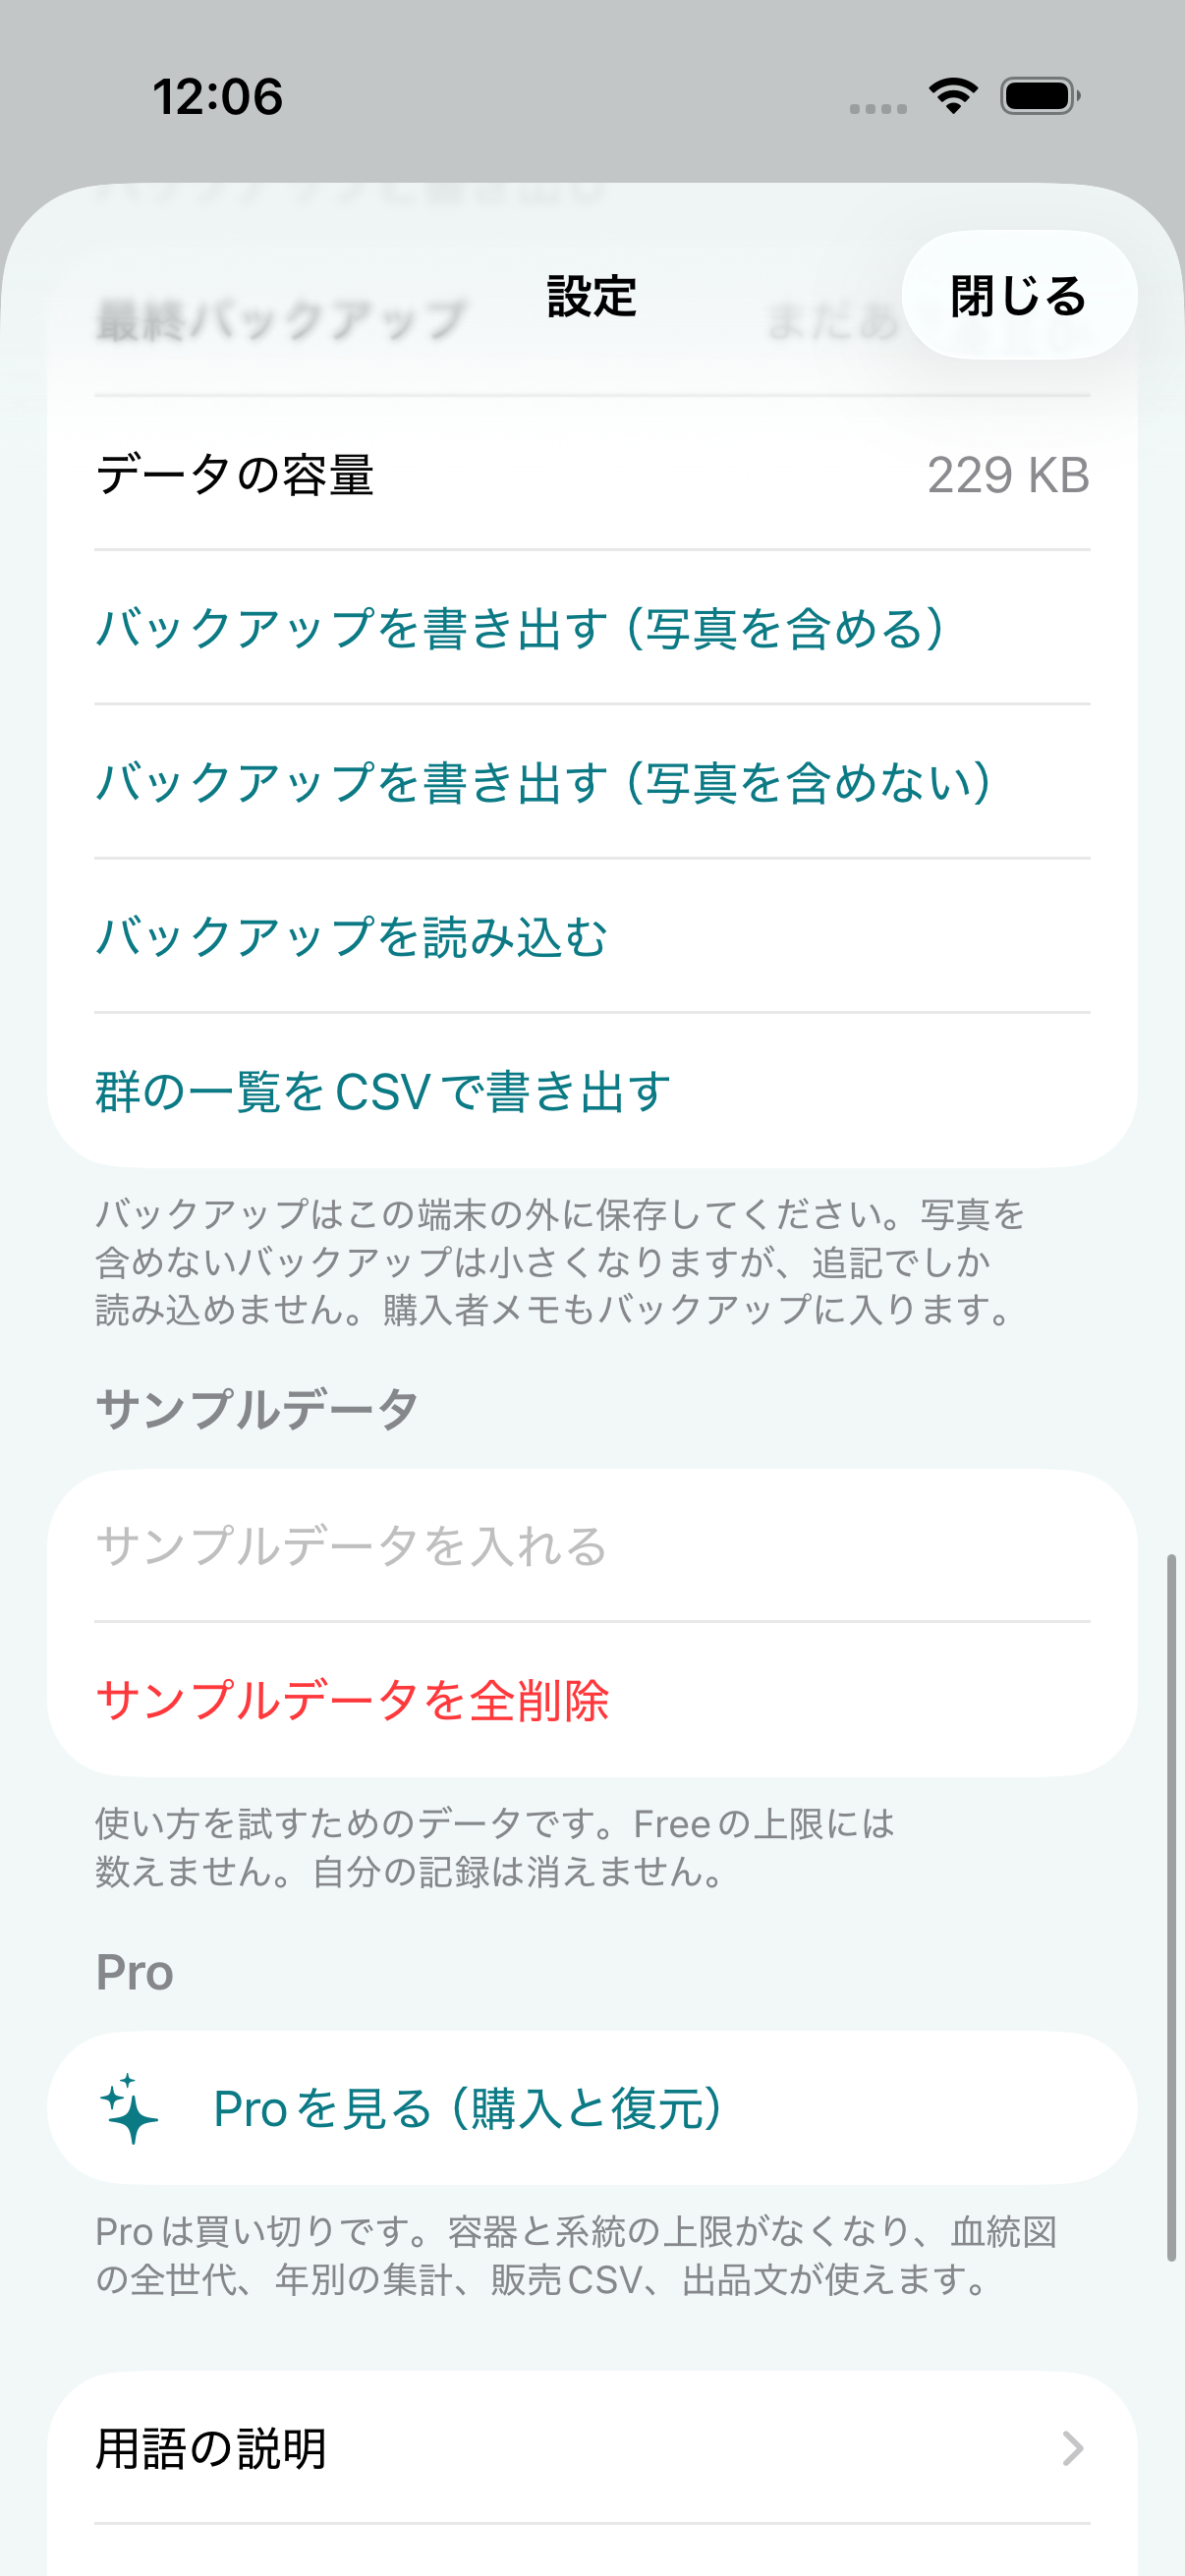 12:06
設定
閉じる
最終バックアップ
まだあ
データの容量
229 KB
バックアップを書き出す（写真を含める）
バックアップを書き出す（写真を含めない）
バックアップを読み込む
群の一覧をCSVで書き出す
バックアップはこの端末の外に保存してください。写真を
含めないバックアップは小さくなりますが、追記でしか
読み込めません。購入者メモもバックアップに入ります。
サンプルデータ
サンプルデータを入れる
サンプルデータを全削除
使い方を試すためのデータです。Freeの上限には
数えません。自分の記録は消えません。
Pro
Proを見る（購入と復元）
Proは買い切りです。容器と系統の上限がなくなり、血統図
の全世代、年別の集計、販売CSV、出品文が使えます。
用語の説明